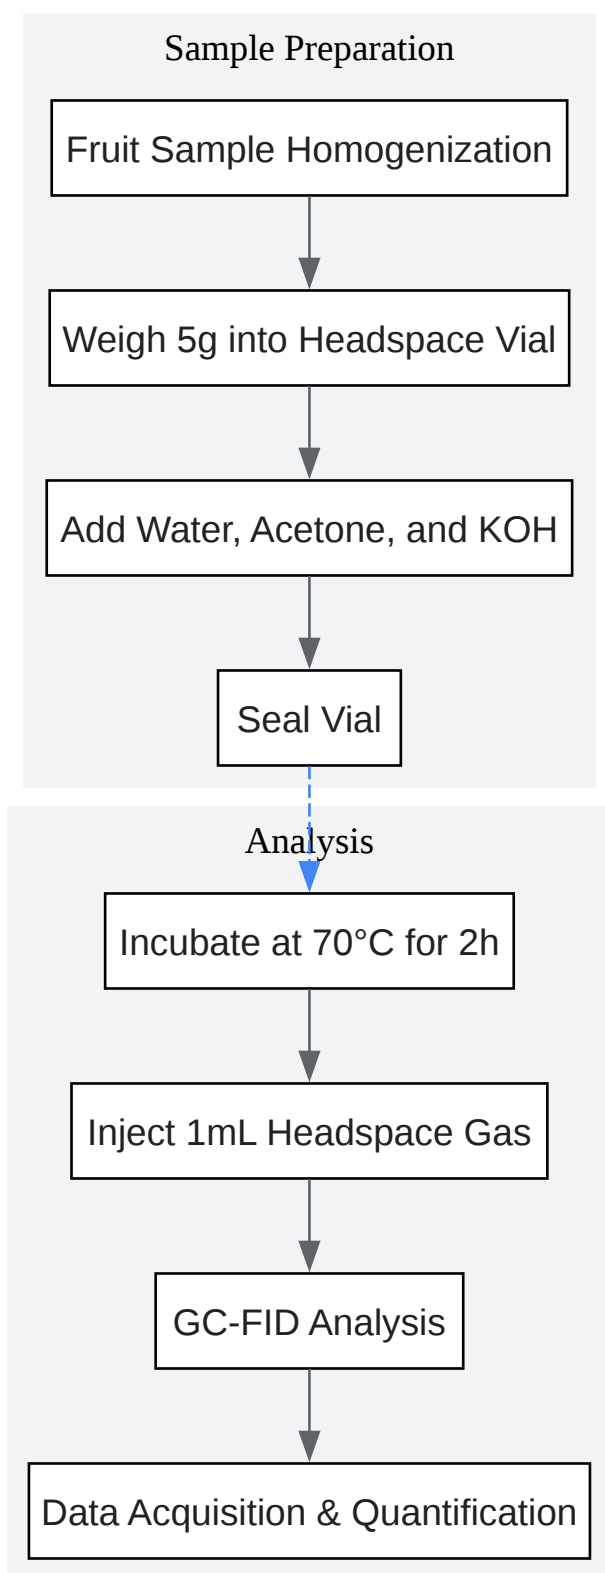 Sample Preparation
Fruit Sample Homogenization
Weigh 5g into Headspace Vial
Add Water, Acetone, and KOH
Seal Vial
Analysis
Incubate at 70°C for 2h
Inject 1mL Headspace Gas
GC-FID Analysis
Data Acquisition & Quantification